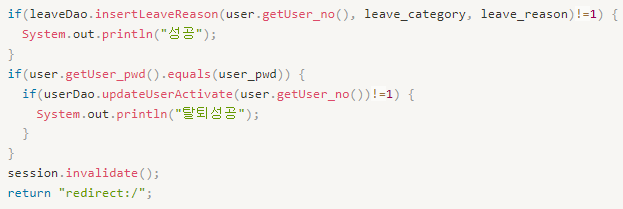 if(leaveDao.insertLeaveReason(user.getUser_no(), leave_category, leave_reason)!=1) {
  System.out.println("성공");
}
if(user.getUser_pwd().equals(user_pwd)) {
  if(userDao.updateUserActivate(user.getUser_no())!=1) {
    System.out.println("탈퇴성공");
  }
}
session.invalidate();
return "redirect:/";